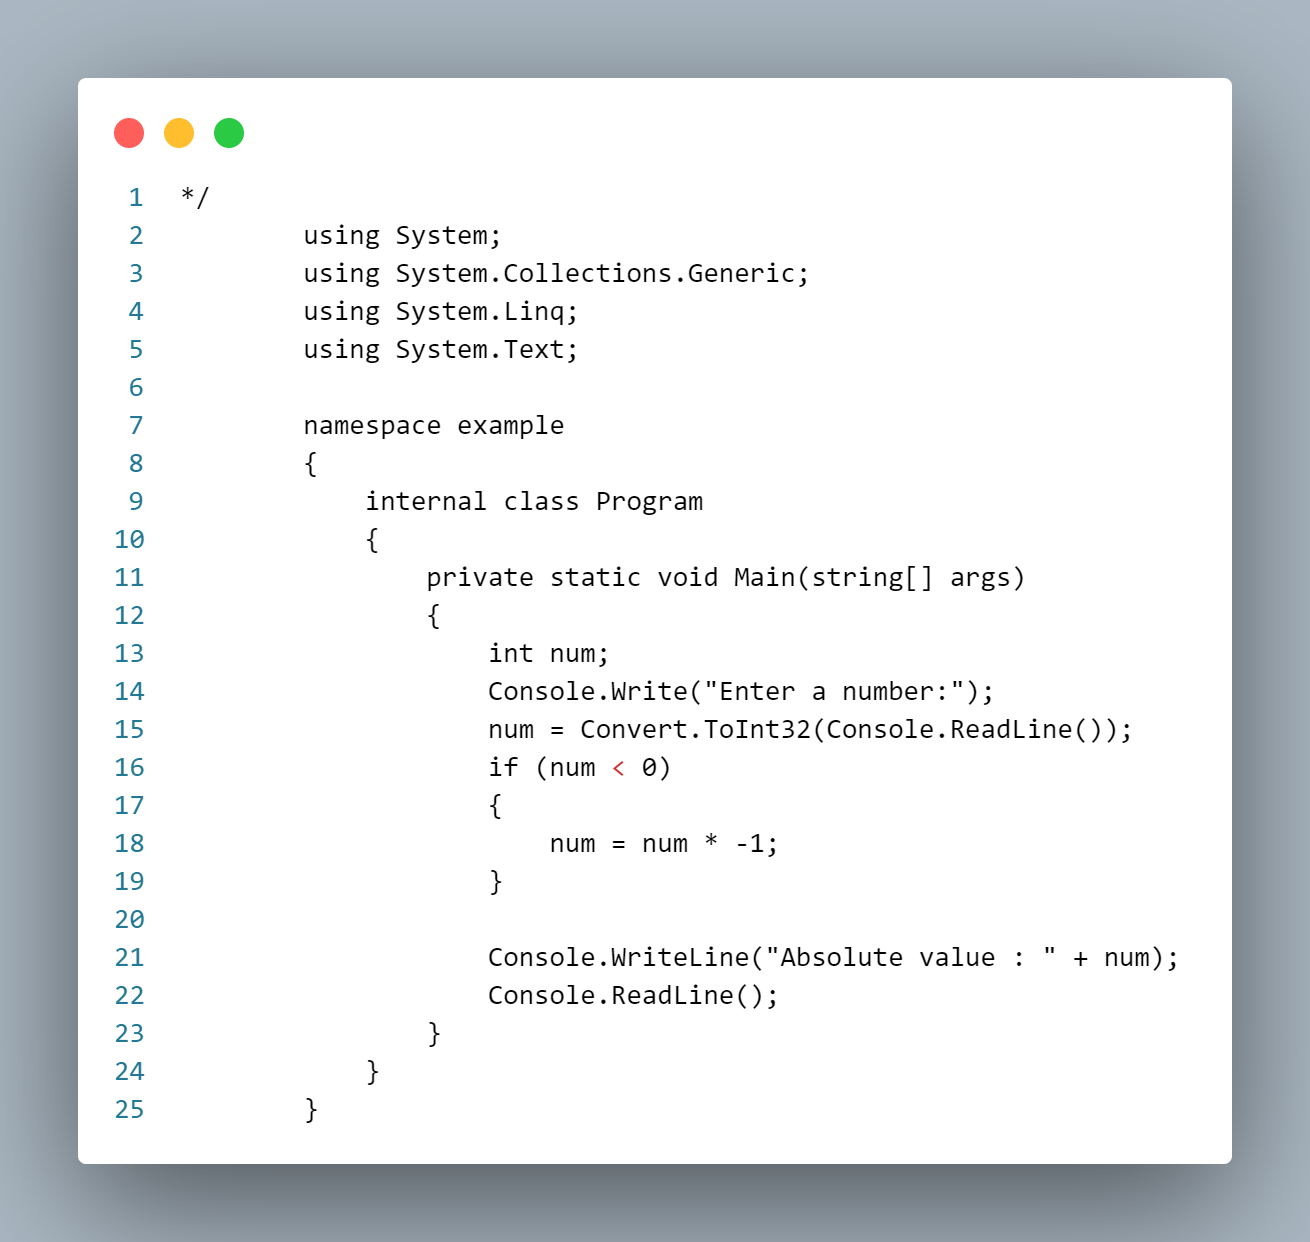 1 */
2 using System;
3 using System.Collections.Generic;
4 using System.Linq;
5 using System.Text;
6
7 namespace example
8 {
9 internal class Program
10 {
11 private static void Main(string[] args)
12 {
13 int num;
14 Console.Write("Enter a number:");
15 num = Convert.ToInt32(Console.ReadLine());
16 if (num < 0)
17 {
18 num = num * -1;
19 }
20
21 Console.WriteLine("Absolute value : " + num);
22 Console.ReadLine();
23 }
24 }
25 }